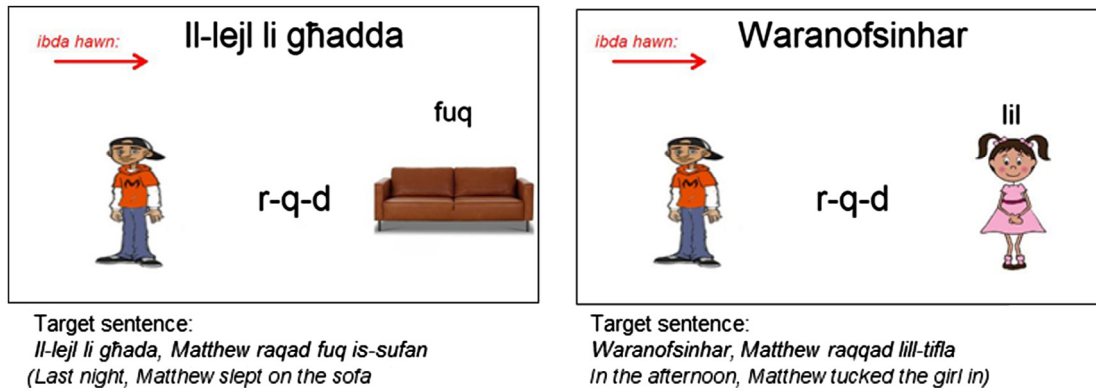 ibda hawn:
Il-lejl li għadda
fuq
r-q-d
Target sentence:
Il-lejl li għada, Matthew raqad fuq is-sufan
(Last night, Matthew slept on the sofa
ibda hawn:
Waranofsinhar
lil
r-q-d
Target sentence:
Waranofsinhar, Matthew raqqad lill-tifla
In the afternoon, Matthew tucked the girl in)